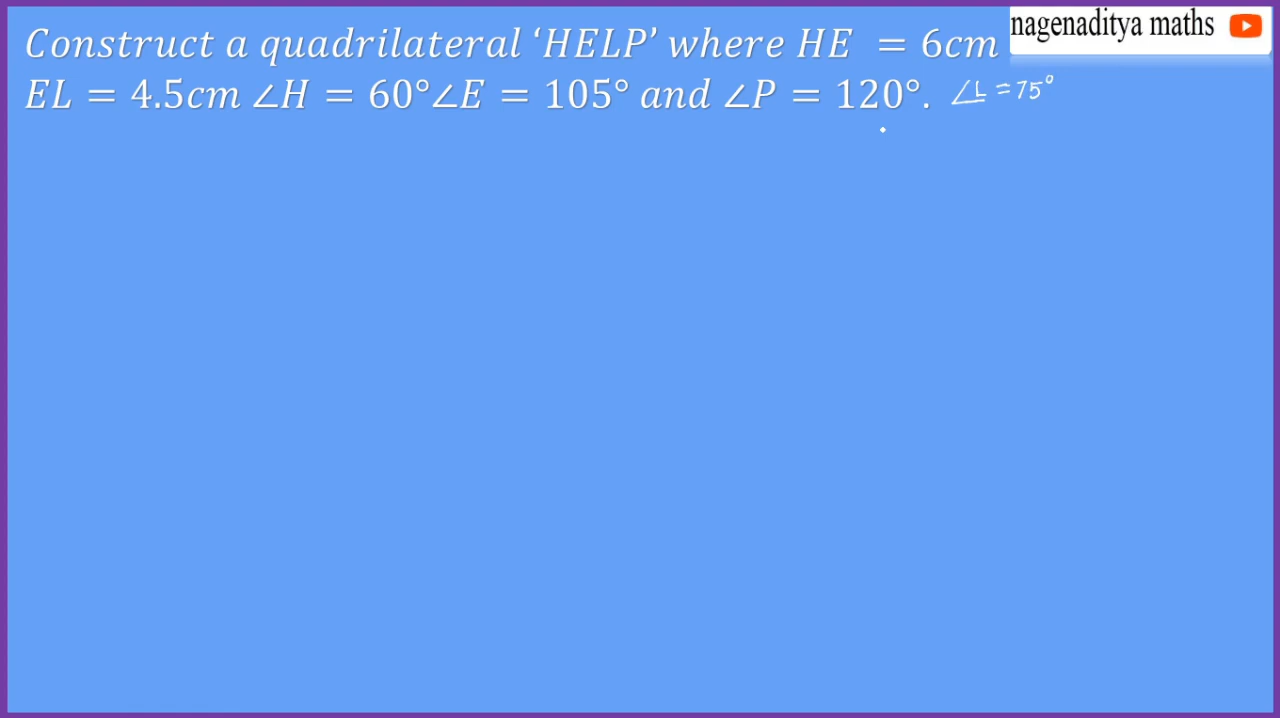 Construct a quadrilateral ‘HELP’ where HE = 6cm
nagenaditya maths
EL = 4.5cm ∠H = 60°∠E = 105° and ∠P = 120°. ∠L = 75°